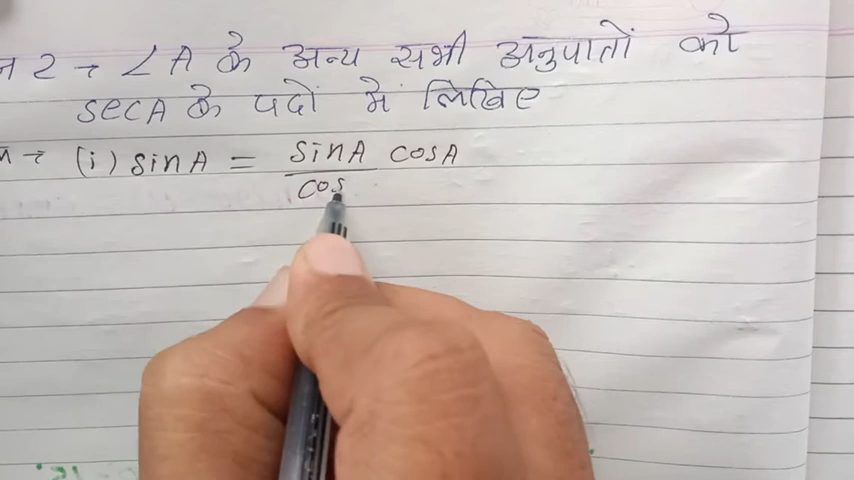 2 → ∠A के अन्य सभी अनुपातों को
secA के पदों में लिखिए
→ (i) sinA = sinA cosA
cos